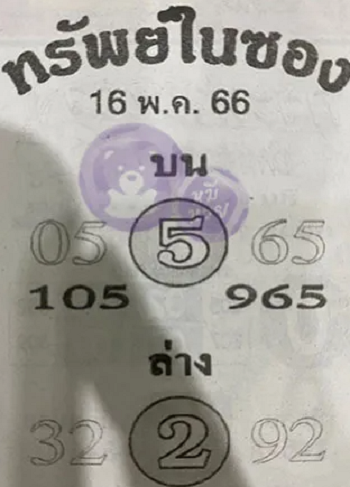 ทรัพย์ในซอง
16 พ.ค. 66
บน
05 5 65
105 965
ล่าง
32 2 92